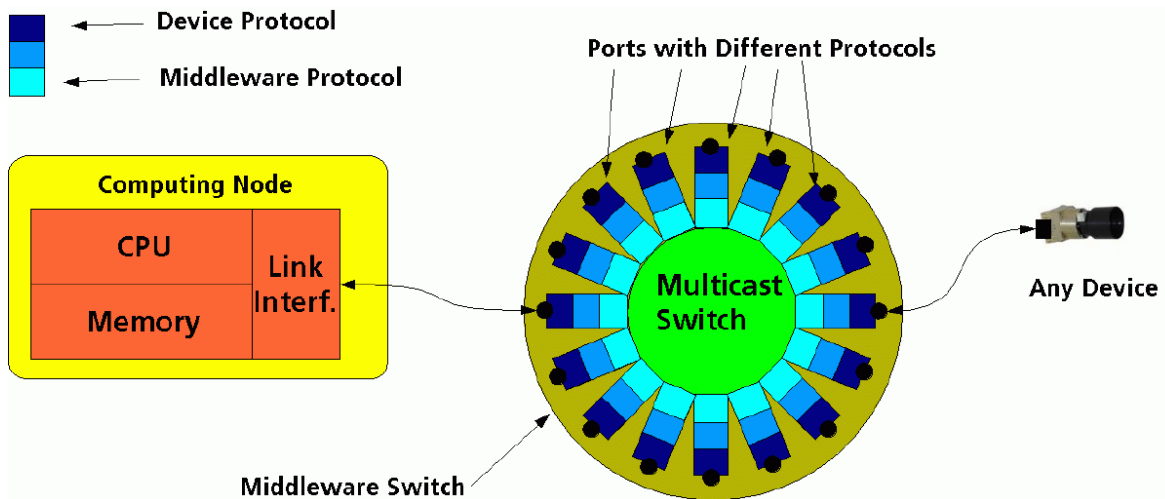 Device Protocol
Middleware Protocol
Ports with Different Protocols
Computing Node
CPU
Memory
Link
Interf.
Multicast
Switch
Any Device
Middleware Switch